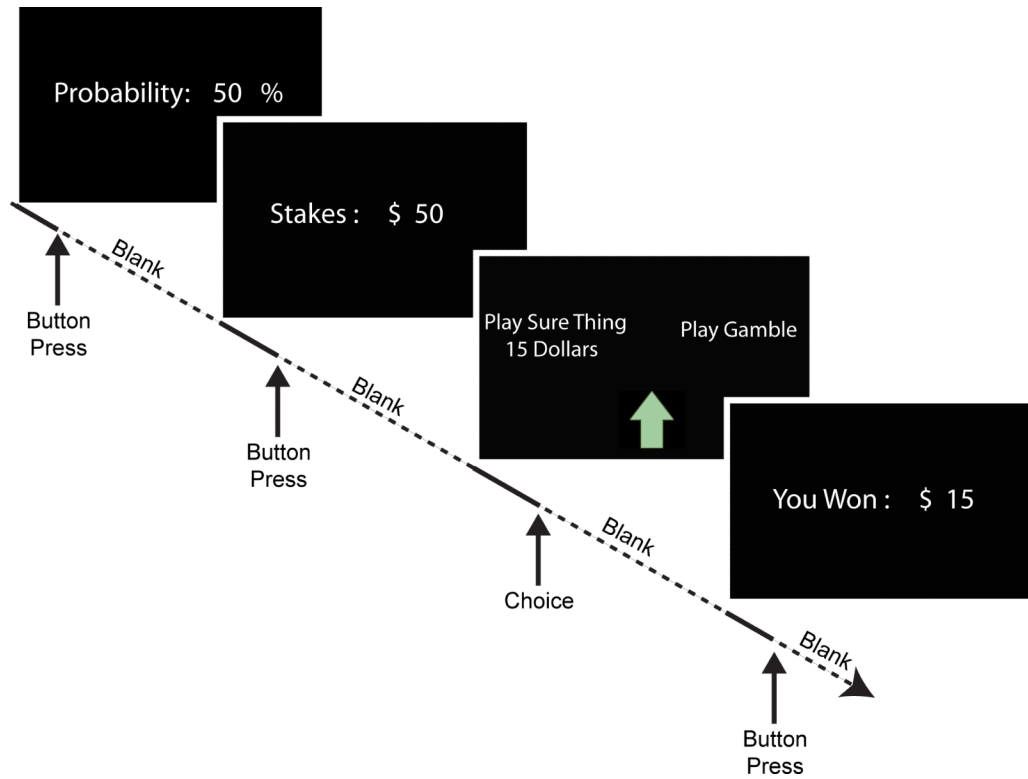 Probability: 50 %
Stakes : $ 50
Blank
Button
Press
Play Sure Thing
15 Dollars
Play Gamble
Blank
Button
Press
You Won : $ 15
Blank
Choice
Blank
Button
Press